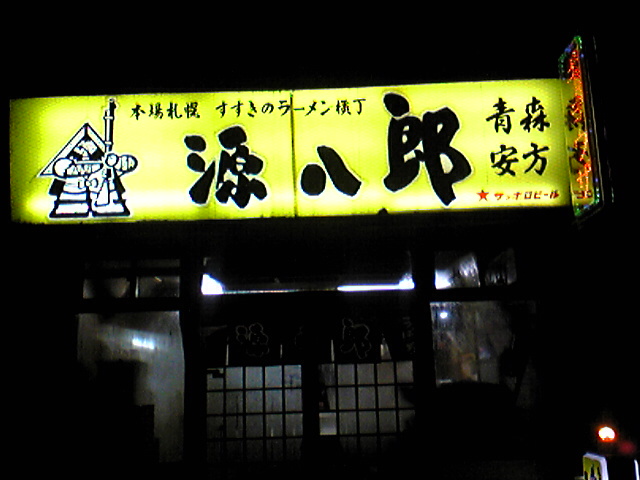 本場札幌 すすきのラーメン横丁
源八郎
青森
安方
★サッポロビール